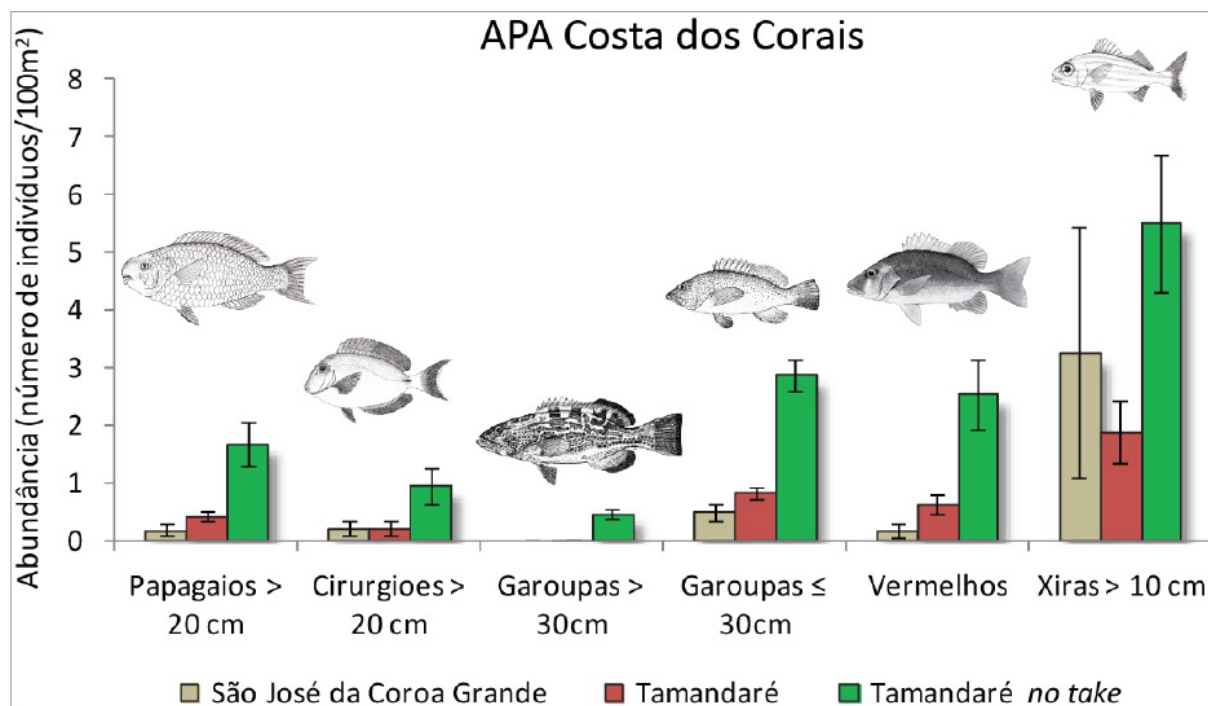 APA Costa dos Corais
Abundância (número de indivíduos/100m²)
8
7
6
5
4
3
2
1
0
Papagaios > 20 cm
Cirurgioes > 20 cm
Garoupas > 30cm
Garoupas ≤ 30cm
Vermelhos
Xiras > 10 cm
São José da Coroa Grande
Tamandaré
Tamandaré no take